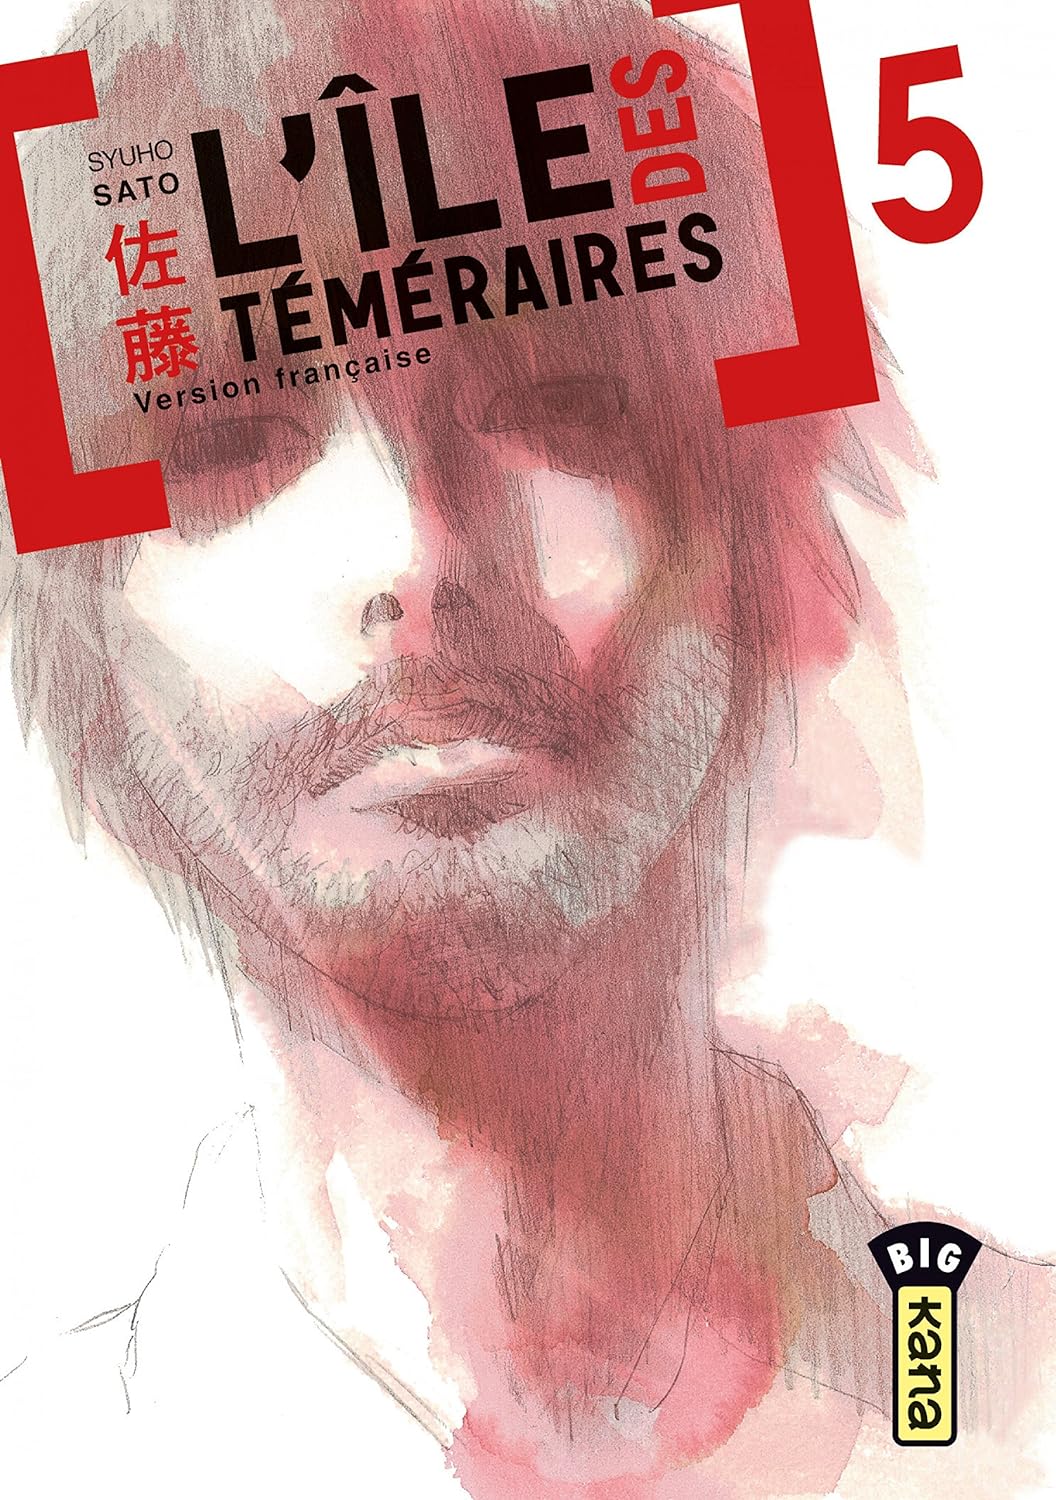 SYUHO
SATO
佐藤
L'ÎLE DES
TÉMÉRAIRES
Version française
5
BIG
kana